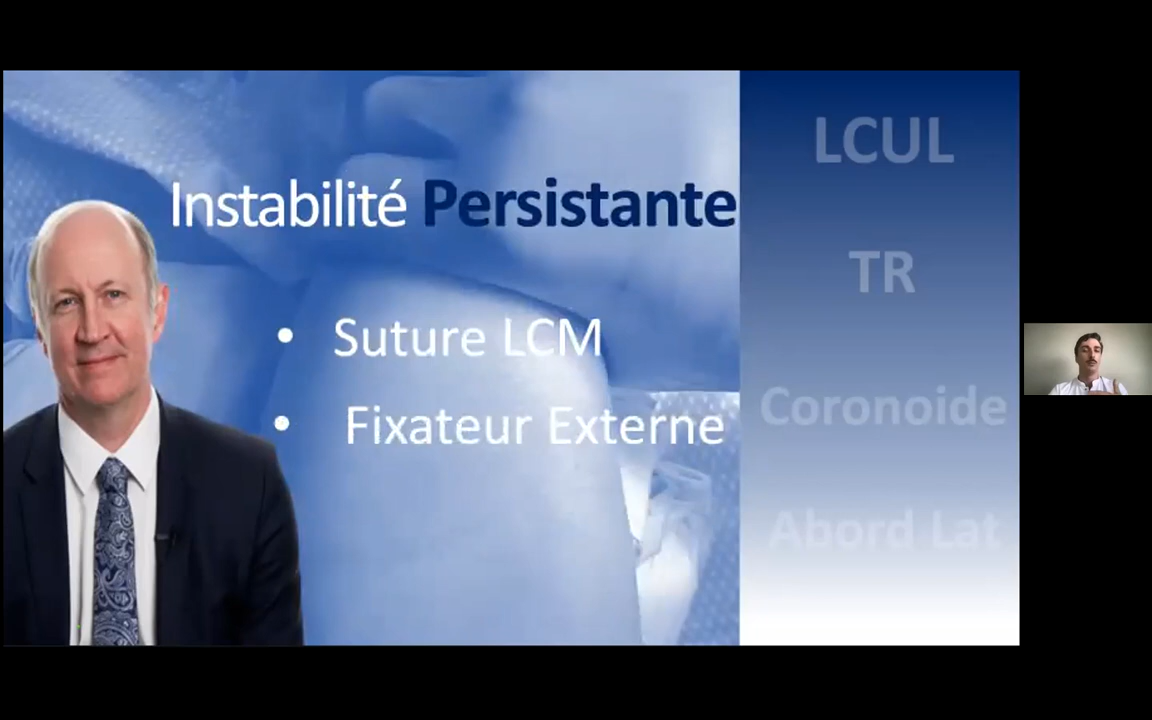 Instabilité Persistante
• Suture LCM
• Fixateur Externe
LCUL
TR
Coronoide
Abord Lat